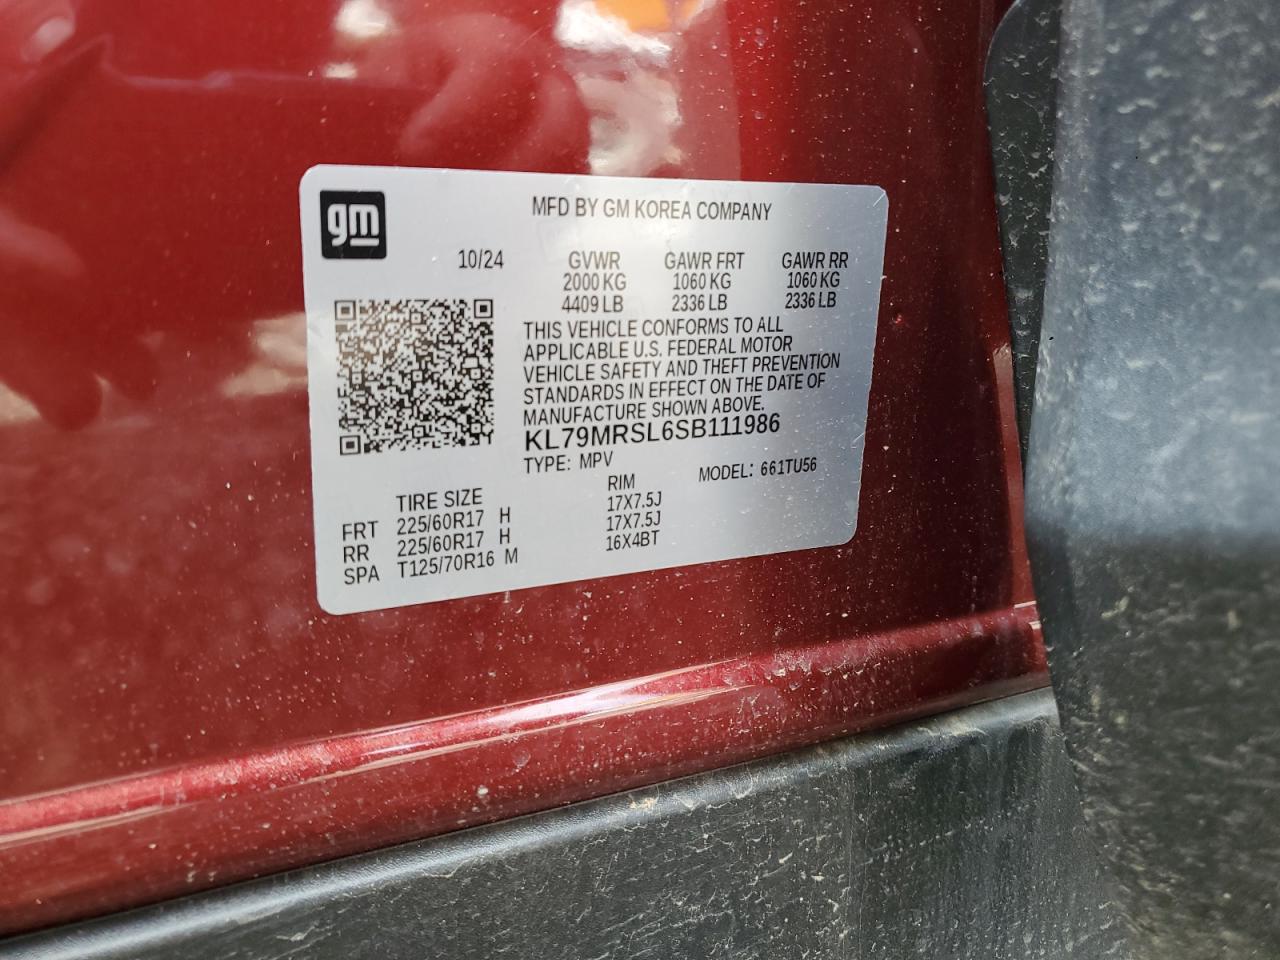 gm
MFD BY GM KOREA COMPANY
10/24 GVWR GAWR FRT GAWR RR
2000 KG 1060 KG 1060 KG
4409 LB 2336 LB 2336 LB
THIS VEHICLE CONFORMS TO ALL
APPLICABLE U.S. FEDERAL MOTOR
VEHICLE SAFETY AND THEFT PREVENTION
STANDARDS IN EFFECT ON THE DATE OF
MANUFACTURE SHOWN ABOVE.
KL79MRSL6SB111986
TYPE: MPV MODEL: 661TU56
TIRE SIZE RIM
FRT 225/60R17 H 17X7.5J
RR 225/60R17 H 17X7.5J
SPA T125/70R16 M 16X4BT